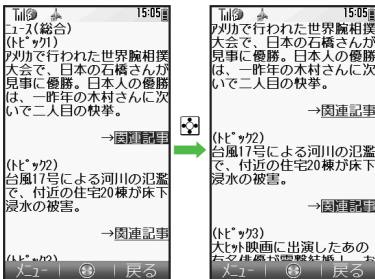 15:05
ﾆｭｰｽ(総合)
(ﾄﾋﾟｯｸ1)
ｱﾒﾘｶで行われた世界腕相撲
大会で、日本の石橋さんが
見事に優勝。日本人の優勝
は、一昨年の木村さんに次
いで二人目の快挙。
→関連記事
(ﾄﾋﾟｯｸ2)
台風17号による河川の氾濫
で、付近の住宅20棟が床下
浸水の被害。
→関連記事
ﾒﾆｭｰ
戻る
15:05
ｱﾒﾘｶで行われた世界腕相撲
大会で、日本の石橋さんが
見事に優勝。日本人の優勝
は、一昨年の木村さんに次
いで二人目の快挙。
→関連記事
(ﾄﾋﾟｯｸ2)
台風17号による河川の氾濫
で、付近の住宅20棟が床下
浸水の被害。
→関連記事
(ﾄﾋﾟｯｸ3)
大ﾋｯﾄ映画に出演したあの
有名俳優が電撃結婚！
ﾒﾆｭｰ
戻る